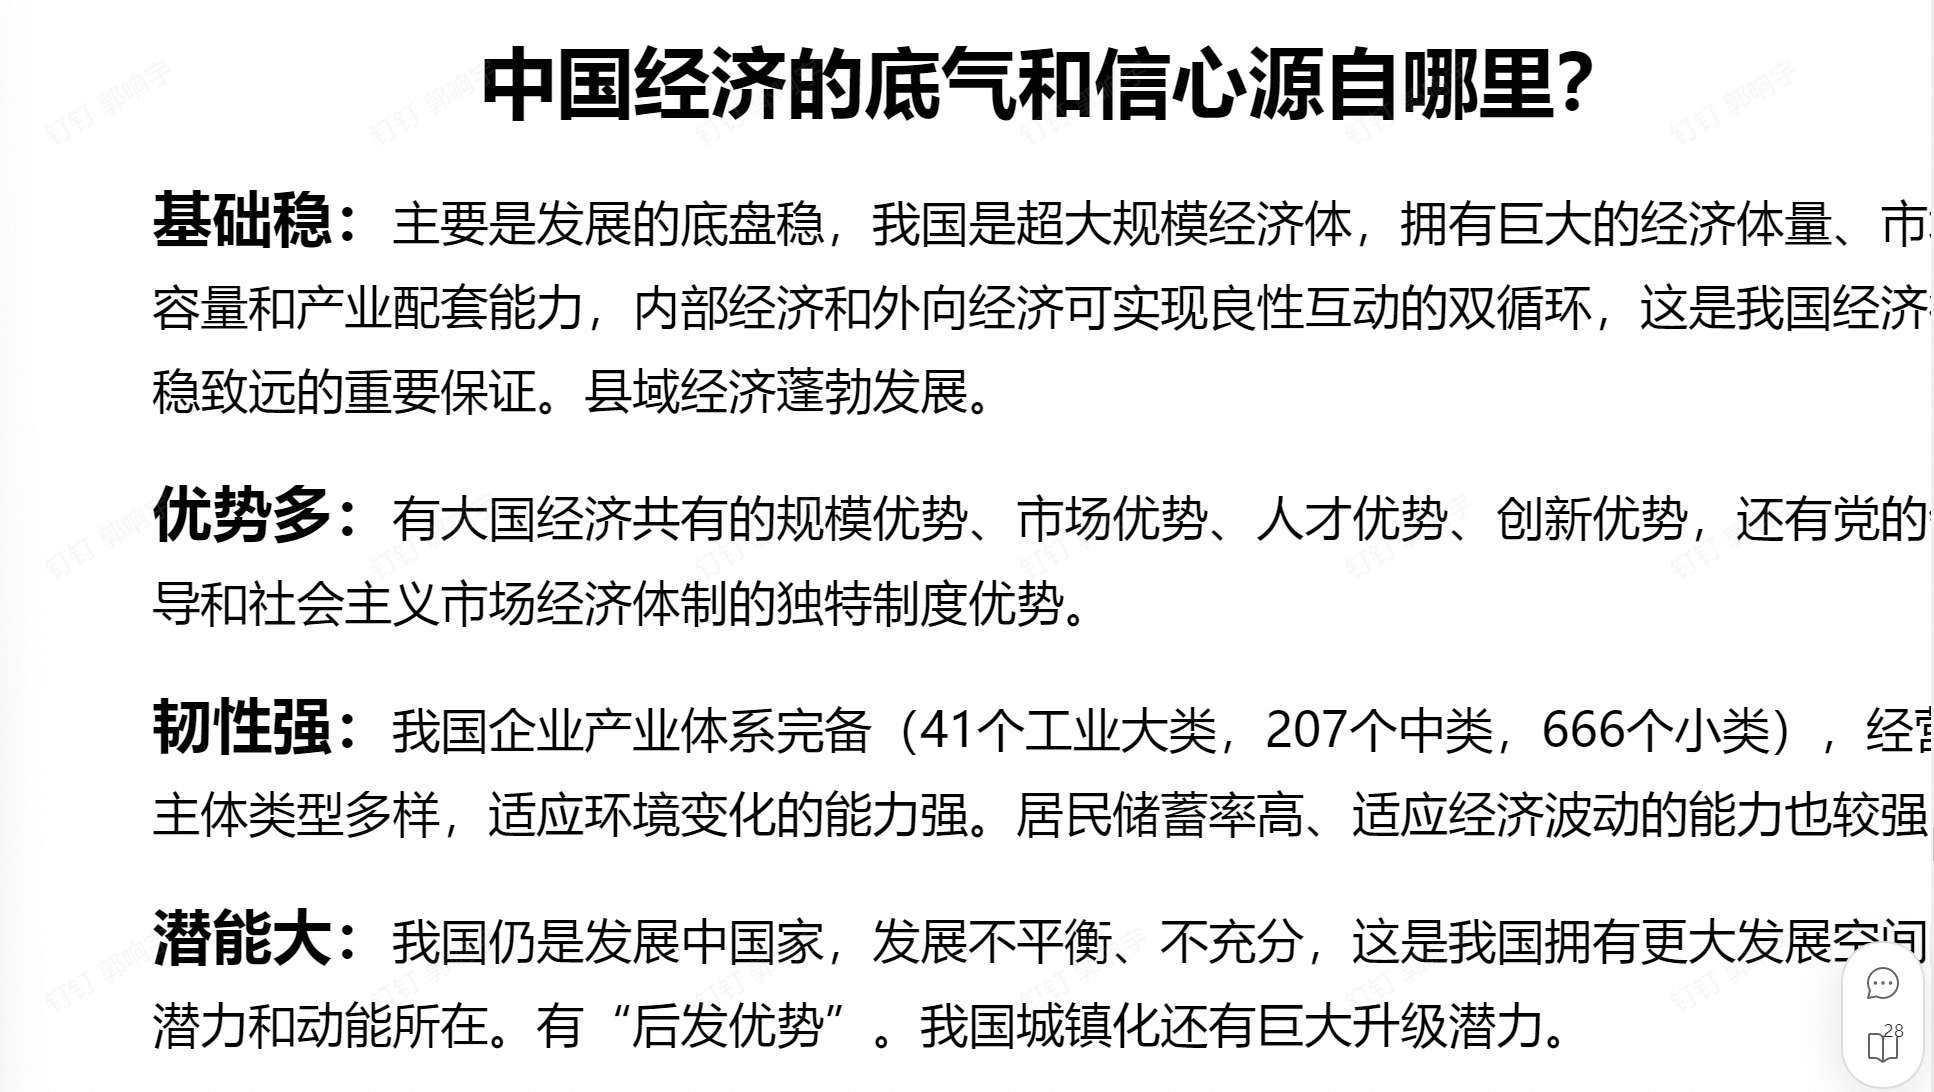 中国经济的底气和信心源自哪里？
基础稳：主要是发展的底盘稳，我国是超大规模经济体，拥有巨大的经济体量、市
容量和产业配套能力，内部经济和外向经济可实现良性互动的双循环，这是我国经济
稳致远的重要保证。县域经济蓬勃发展。
优势多：有大国经济共有的规模优势、市场优势、人才优势、创新优势，还有党的
导和社会主义市场经济体制的独特制度优势。
韧性强：我国企业产业体系完备（41个工业大类，207个中类，666个小类），经营
主体类型多样，适应环境变化的能力强。居民储蓄率高、适应经济波动的能力也较强
潜能大：我国仍是发展中国家，发展不平衡、不充分，这是我国拥有更大发展空间
潜力和动能所在。有“后发优势”。我国城镇化还有巨大升级潜力。
28
钉钉 郭响宇